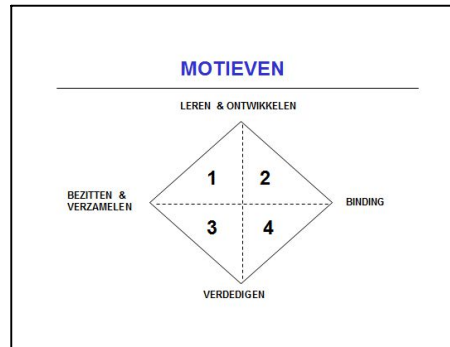 MOTIEVEN
LEREN & ONTWIKKELEN
1 2
BEZITTEN &
VERZAMELEN
BINDING
3 4
VERDEDIGEN